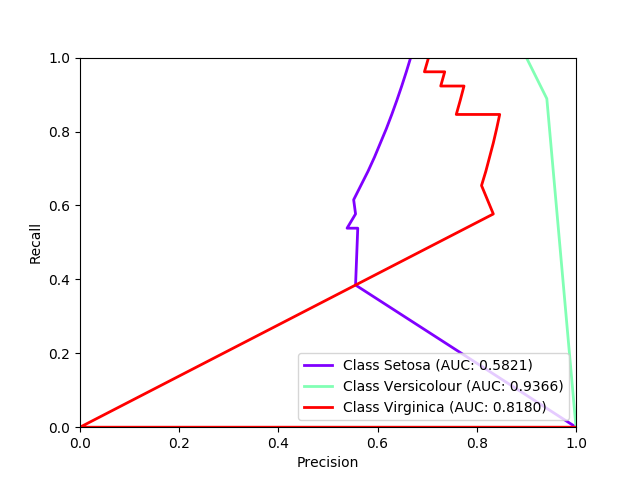 1.0
0.8
0.6
0.4
0.2
0.0
Recall
Class Setosa (AUC: 0.5821)
Class Versicolour (AUC: 0.9366)
Class Virginica (AUC: 0.8180)
0.0 0.2 0.4 0.6 0.8 1.0
Precision